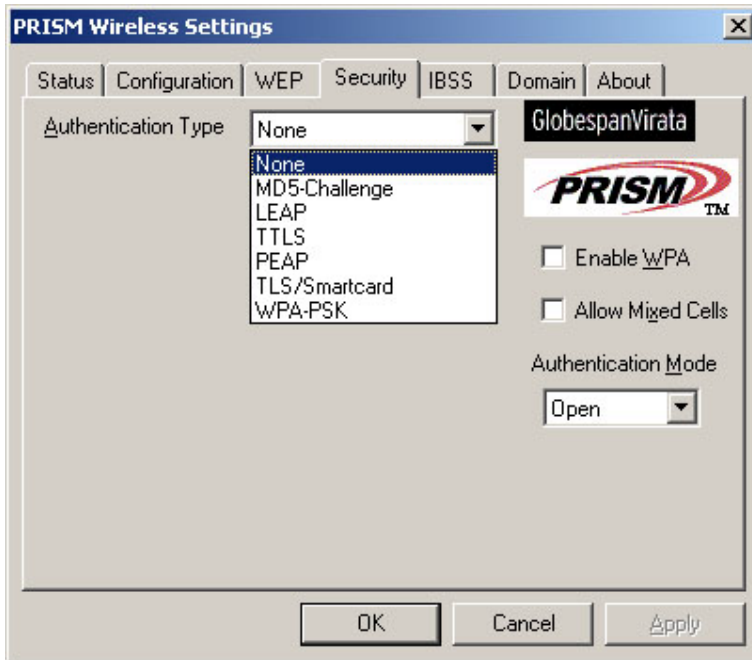 PRISM Wireless Settings
Status Configuration WEP Security IBSS Domain About
Authentication Type
None
None
MD5-Challenge
LEAP
TTLS
PEAP
TLS/Smartcard
WPA-PSK
GlobespanVirata
PRISM TM
Enable WPA
Allow Mixed Cells
Authentication Mode
Open
OK Cancel Apply